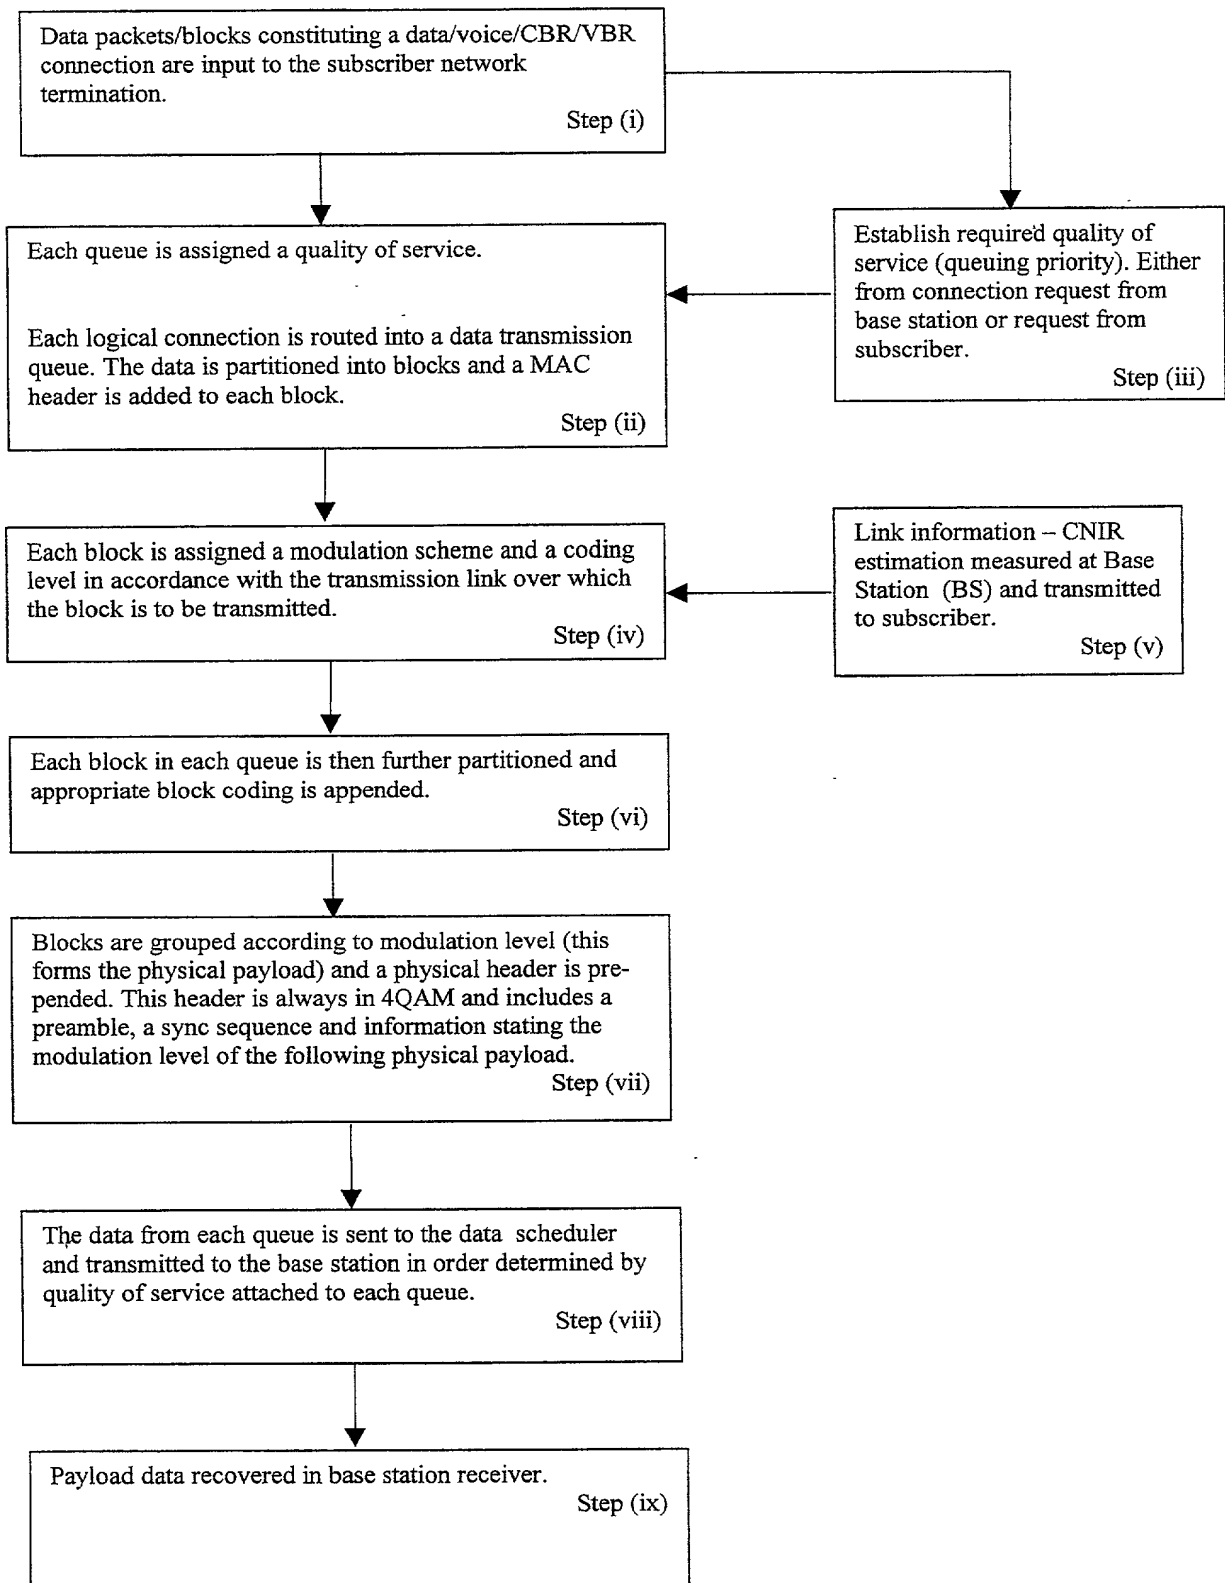 Data packets/blocks constituting a data/voice/CBR/VBR
connection are input to the subscriber network
termination.
Step (i)
Each queue is assigned a quality of service.
Each logical connection is routed into a data transmission
queue. The data is partitioned into blocks and a MAC
header is added to each block.
Step (ii)
Establish required quality of
service (queuing priority). Either
from connection request from
base station or request from
subscriber.
Step (iii)
Each block is assigned a modulation scheme and a coding
level in accordance with the transmission link over which
the block is to be transmitted.
Step (iv)
Link information – CNIR
estimation measured at Base
Station (BS) and transmitted
to subscriber.
Step (v)
Each block in each queue is then further partitioned and
appropriate block coding is appended.
Step (vi)
Blocks are grouped according to modulation level (this
forms the physical payload) and a physical header is pre-
pended. This header is always in 4QAM and includes a
preamble, a sync sequence and information stating the
modulation level of the following physical payload.
Step (vii)
The data from each queue is sent to the data scheduler
and transmitted to the base station in order determined by
quality of service attached to each queue.
Step (viii)
Payload data recovered in base station receiver.
Step (ix)